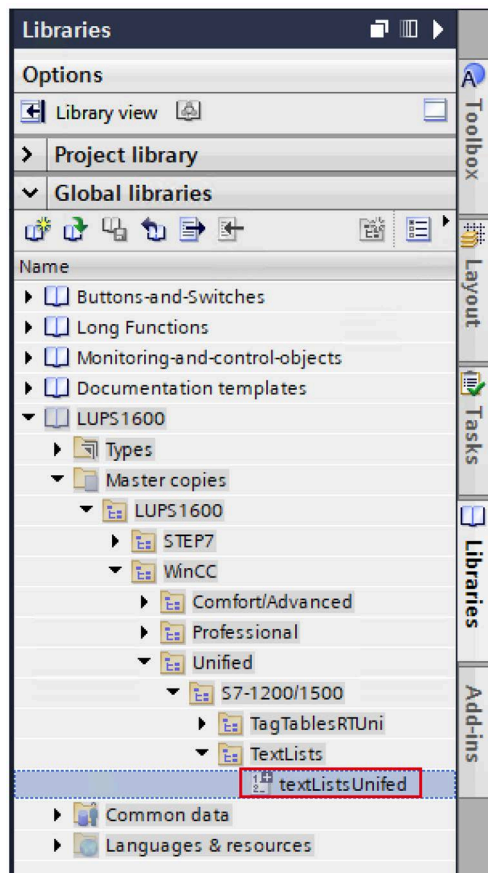 Libraries
Options
Library view
Project library
Global libraries
Name
Buttons-and-Switches
Long Functions
Monitoring-and-control-objects
Documentation templates
LUPS1600
Types
Master copies
LUPS1600
STEP7
WinCC
Comfort/Advanced
Professional
Unified
S7-1200/1500
TagTablesRTUni
TextLists
textListsUnifed
Common data
Languages & resources
Toolbox
Layout
Tasks
Libraries
Add-ins